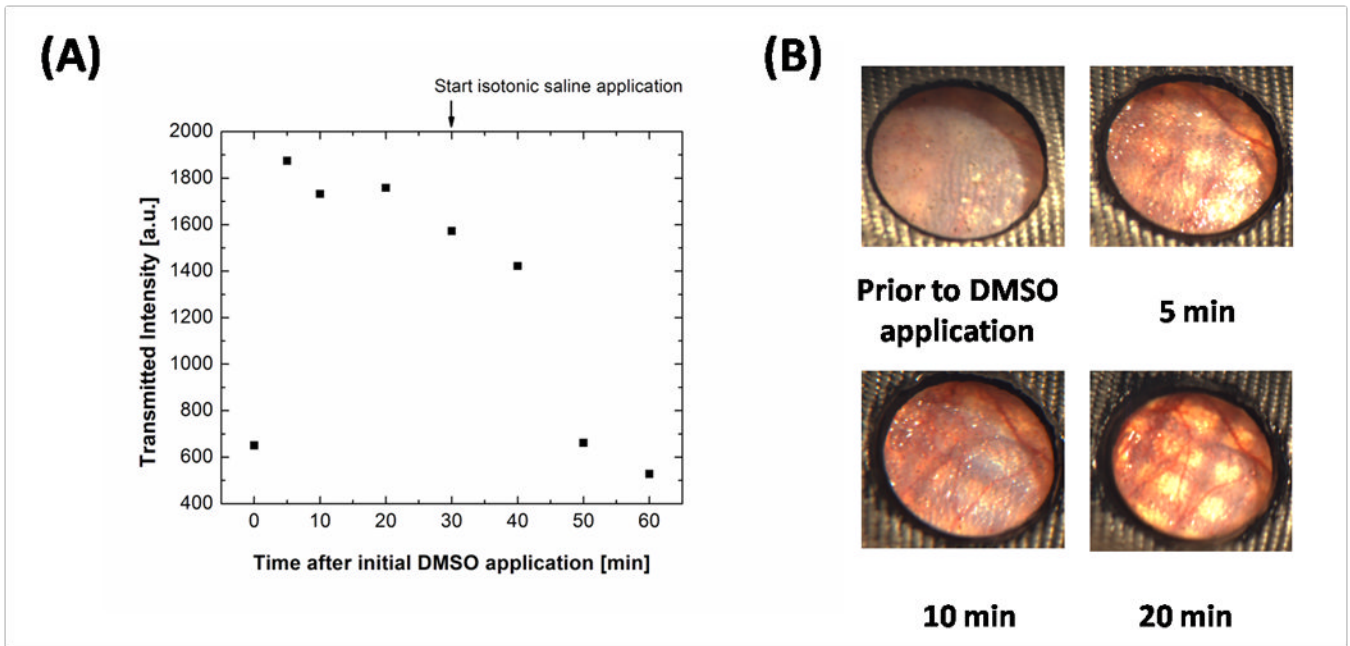 (A)
Start isotonic saline application
2000
1800
1600
1400
1200
1000
800
600
400
0 10 20 30 40 50 60
Transmitted Intensity [a.u.]
Time after initial DMSO application [min]
(B)
Prior to DMSO
application
5 min
10 min
20 min